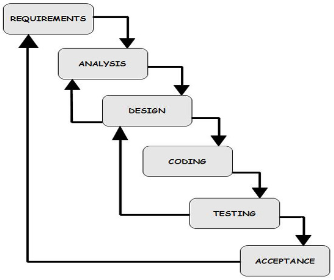 REQUIREMENTS
ANALYSIS
DESIGN
CODING
TESTING
ACCEPTANCE